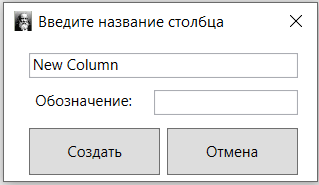 Введите название столбца
New Column
Обозначение:
Создать
Отмена